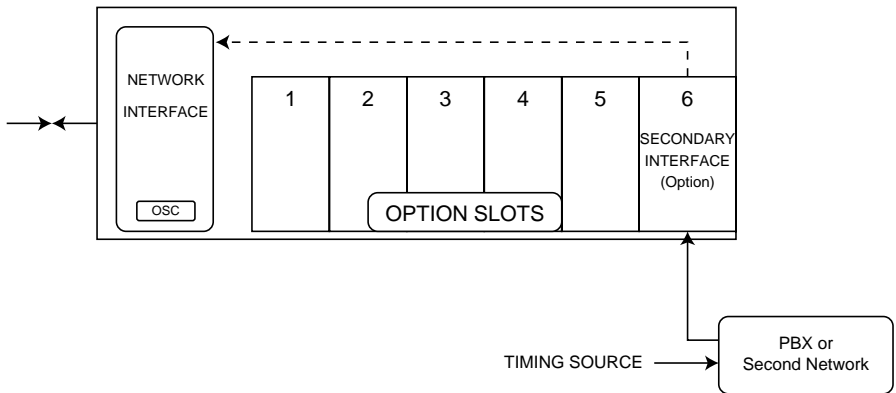 NETWORK
INTERFACE
OSC
1 2 3 4 5 6
SECONDARY
INTERFACE
(Option)
OPTION SLOTS
TIMING SOURCE
PBX or
Second Network